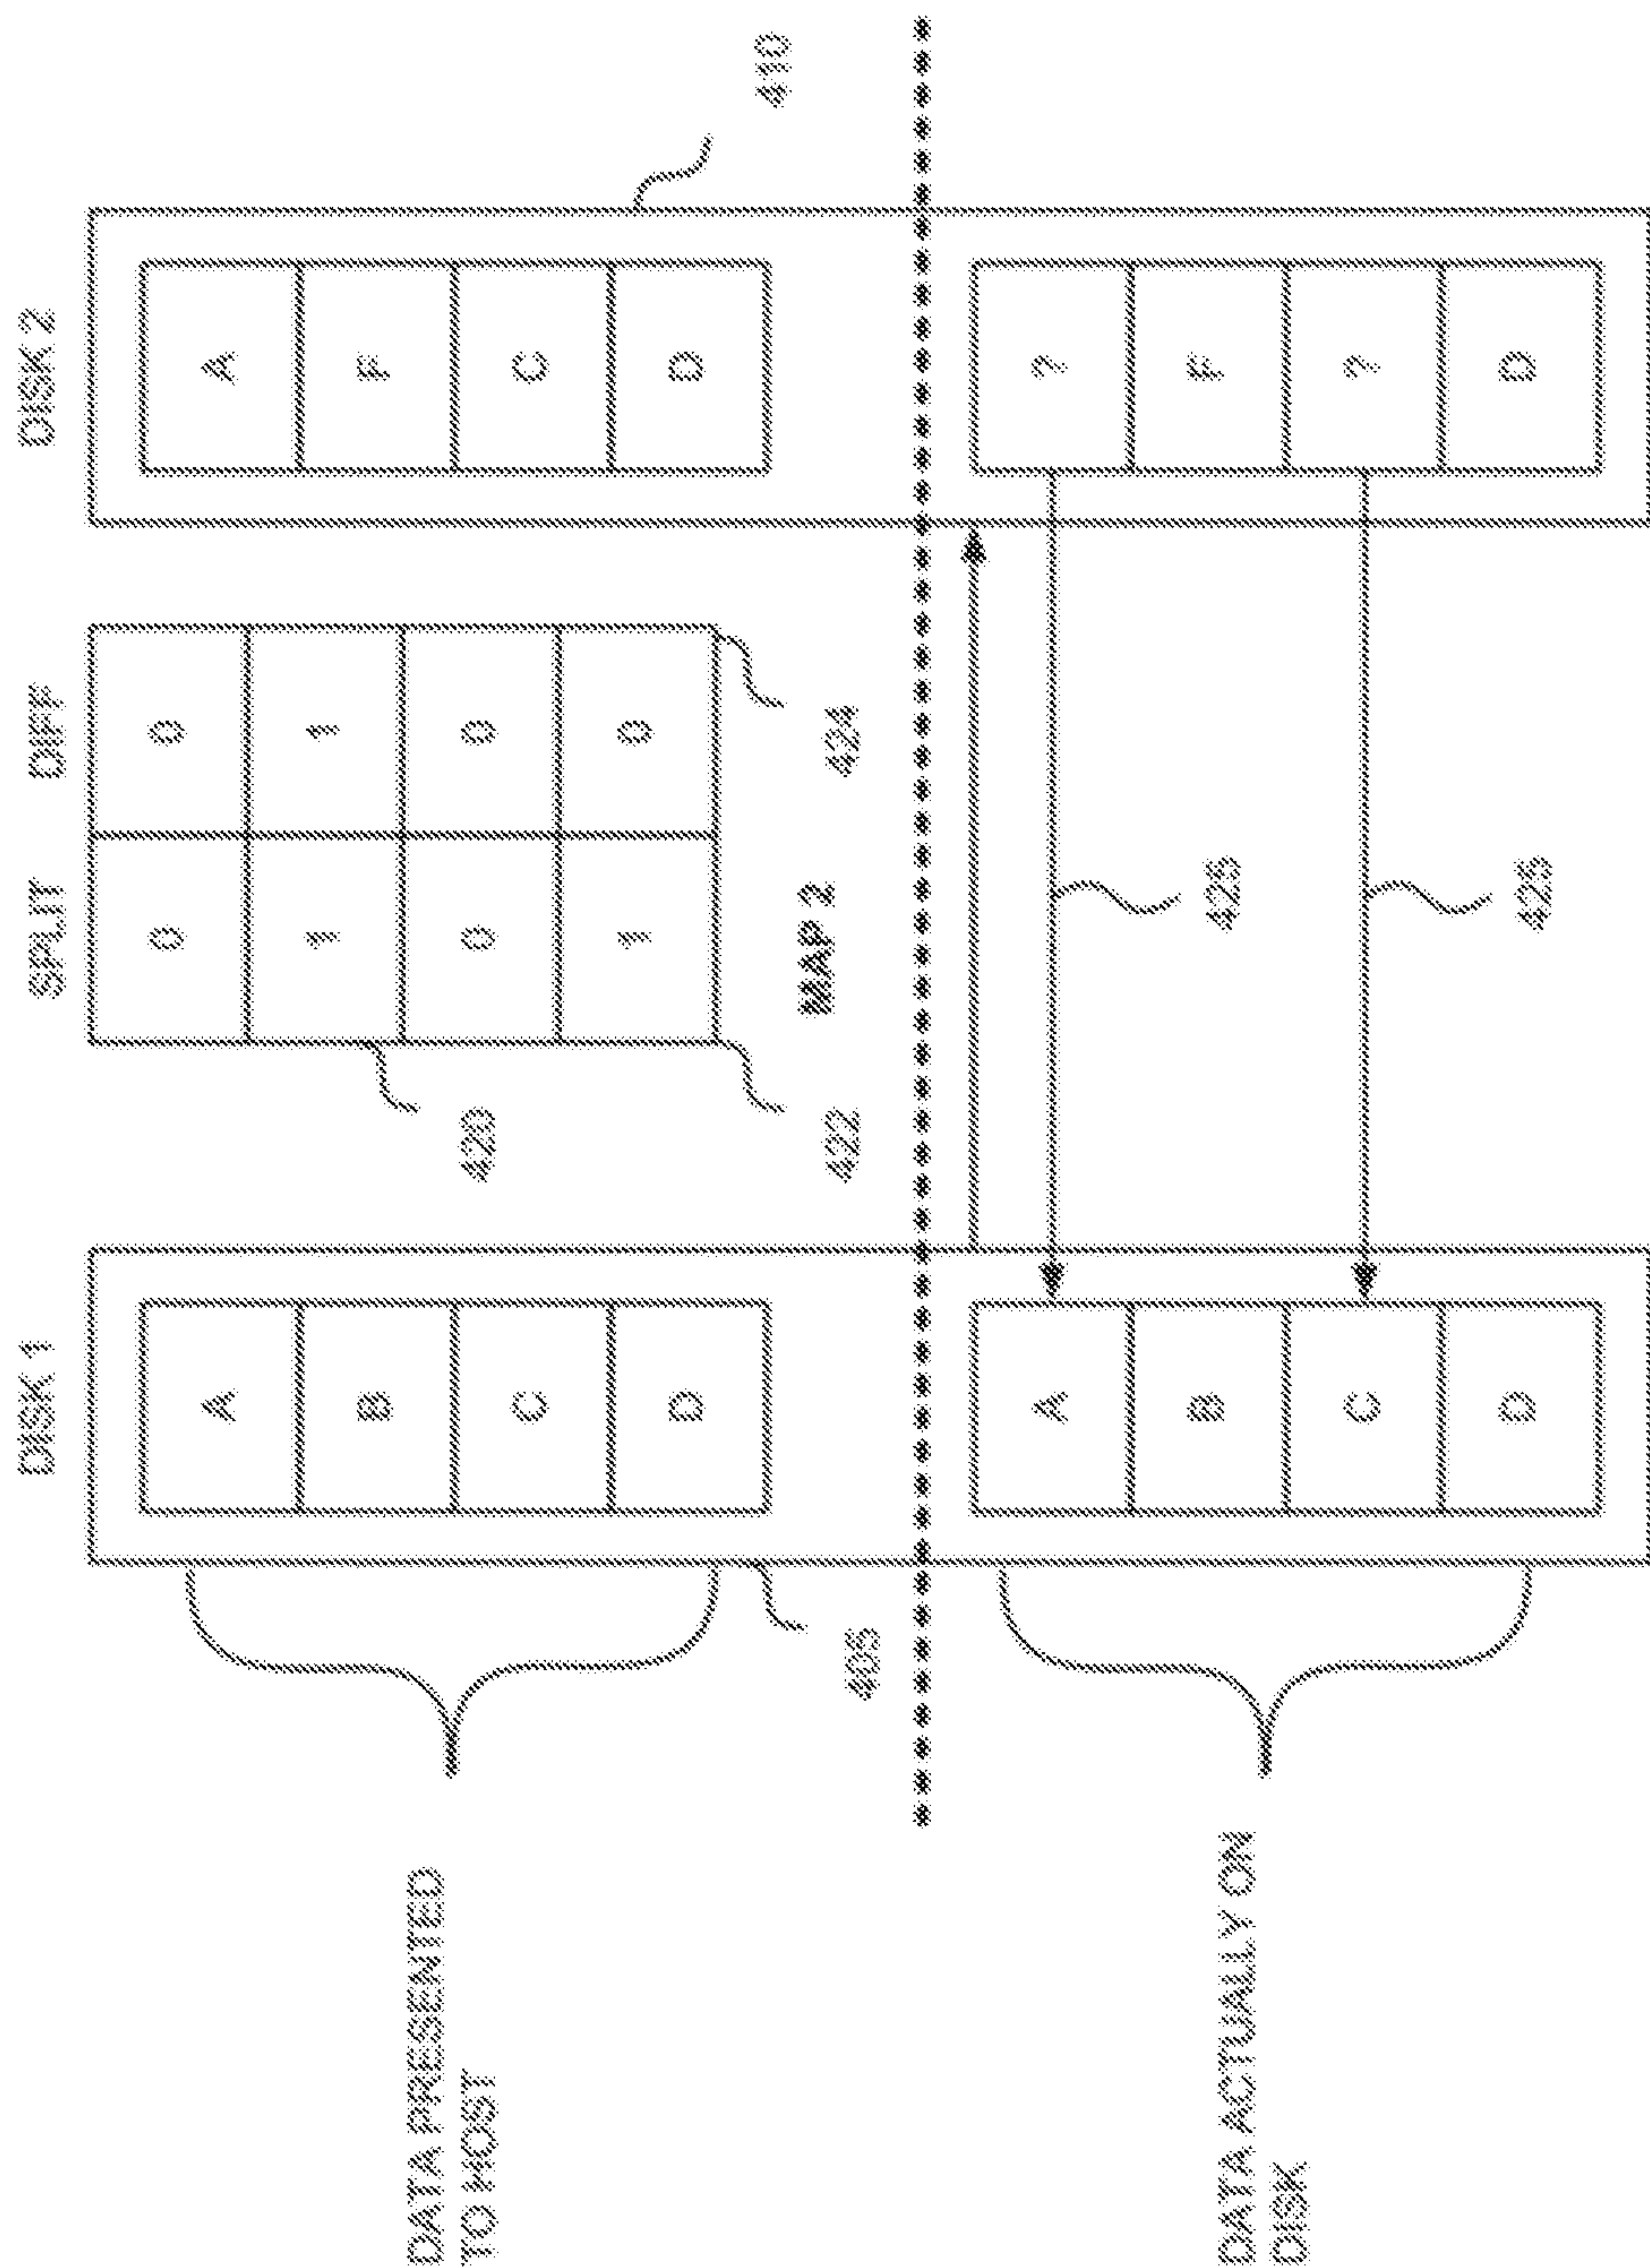 DISK 1 SPLIT DIFF DISK 2
0 0
A A
1 1
B F
DATA PRESENTED
TO HOST
420
0 0
C C
1 0
D D
410
MAP 2
422 424
405
A ?
B F
425
DATA ACTUALLY ON
DISK
C ?
D D
425